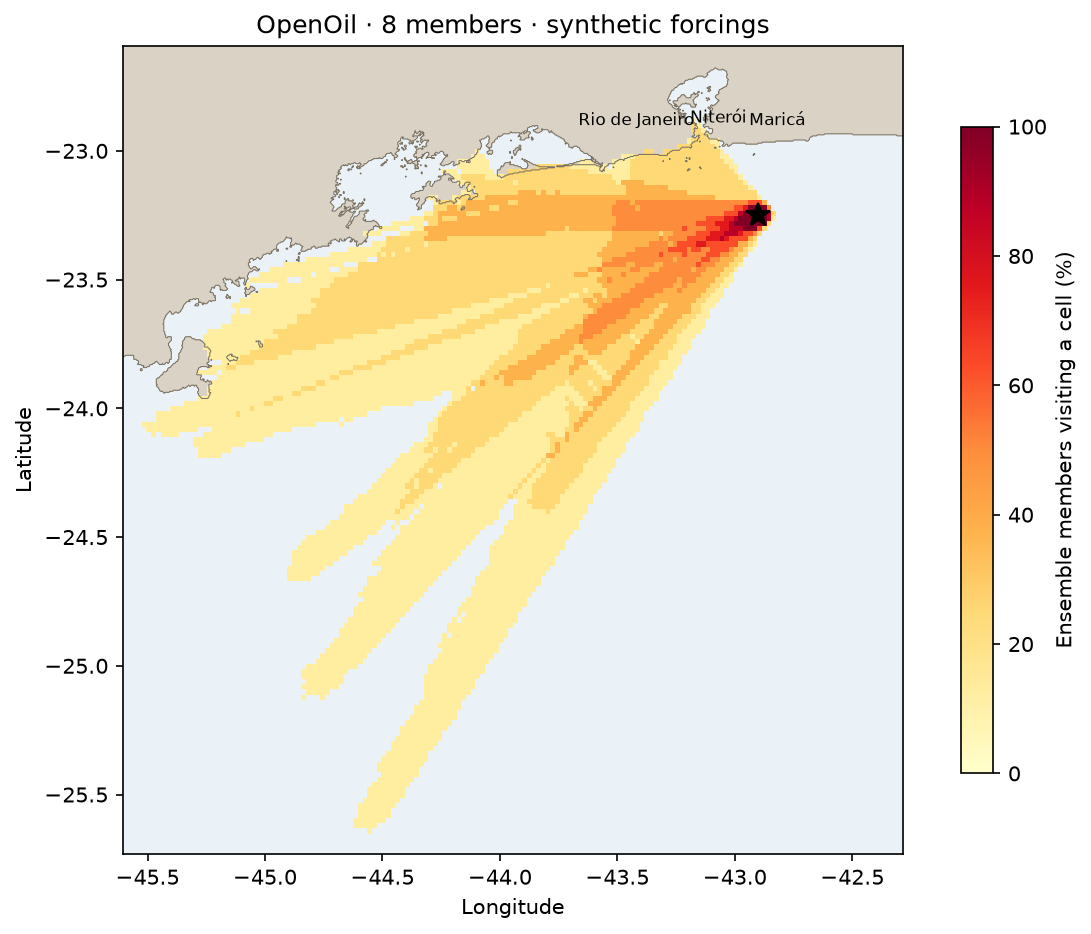 OpenOil · 8 members · synthetic forcings
Rio de Janeiro
Niterói
Maricá
−23.0
−23.5
−24.0
−24.5
−25.0
−25.5
Latitude
−45.5
−45.0
−44.5
−44.0
−43.5
−43.0
−42.5
Longitude
100
80
60
40
20
0
Ensemble members visiting a cell (%)